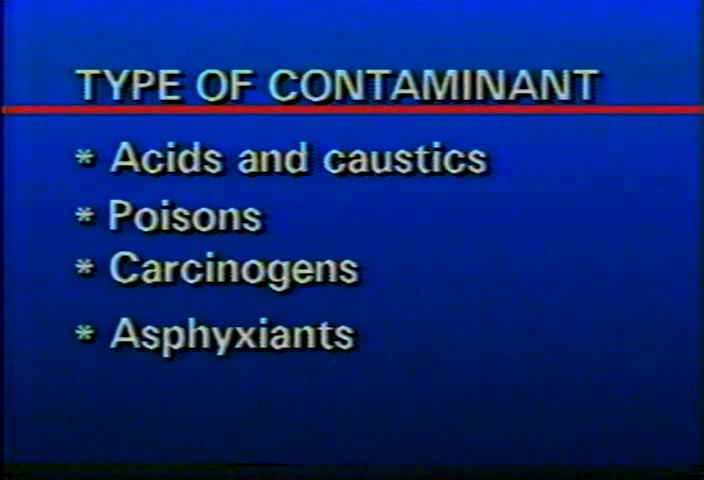 TYPE OF CONTAMINANT
* Acids and caustics
* Poisons
* Carcinogens
* Asphyxiants